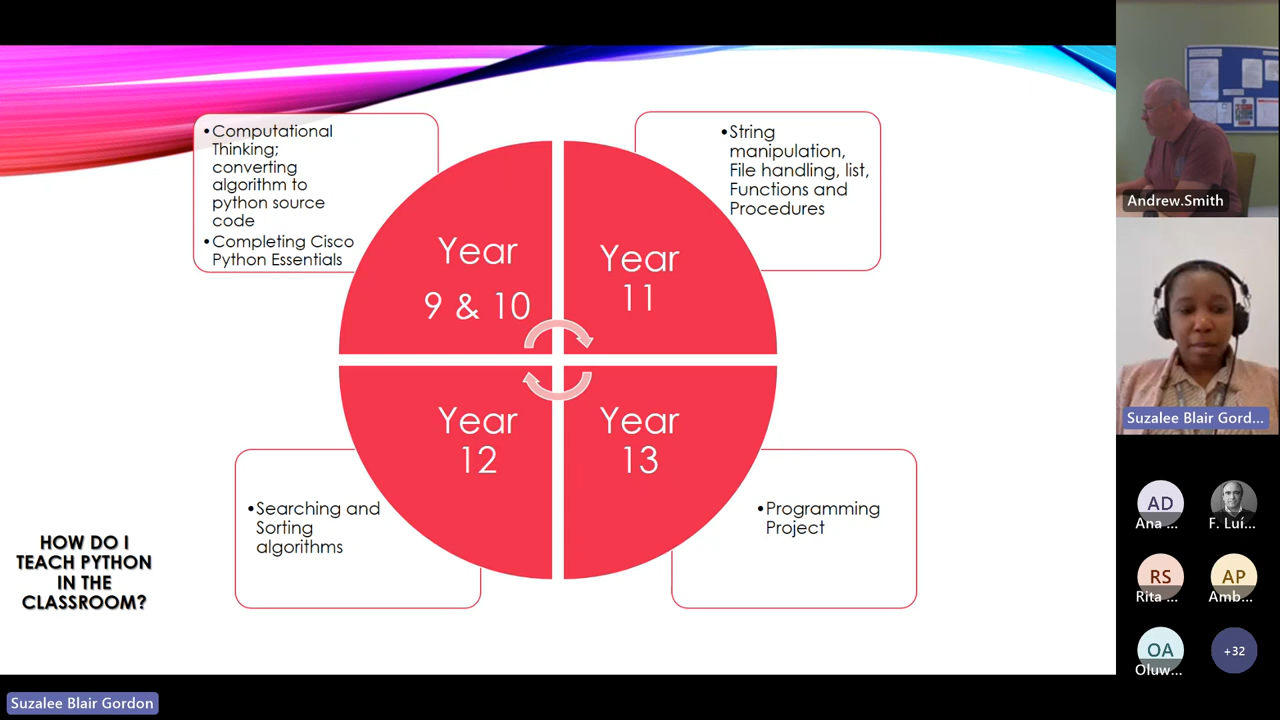 •Computational
Thinking;
converting
algorithm to
python source
code
•Completing Cisco
Python Essentials
•String
manipulation,
File handling, list,
Functions and
Procedures
Year
9 & 10
Year
11
Year
12
Year
13
•Searching and
Sorting
algorithms
•Programming
Project
HOW DO I
TEACH PYTHON
IN THE
CLASSROOM?
Andrew.Smith
Suzalee Blair Gord...
AD
Ana ...
F. Luí...
RS
Rita ...
AP
Amb...
OA
Oluw...
+32
Suzalee Blair Gordon